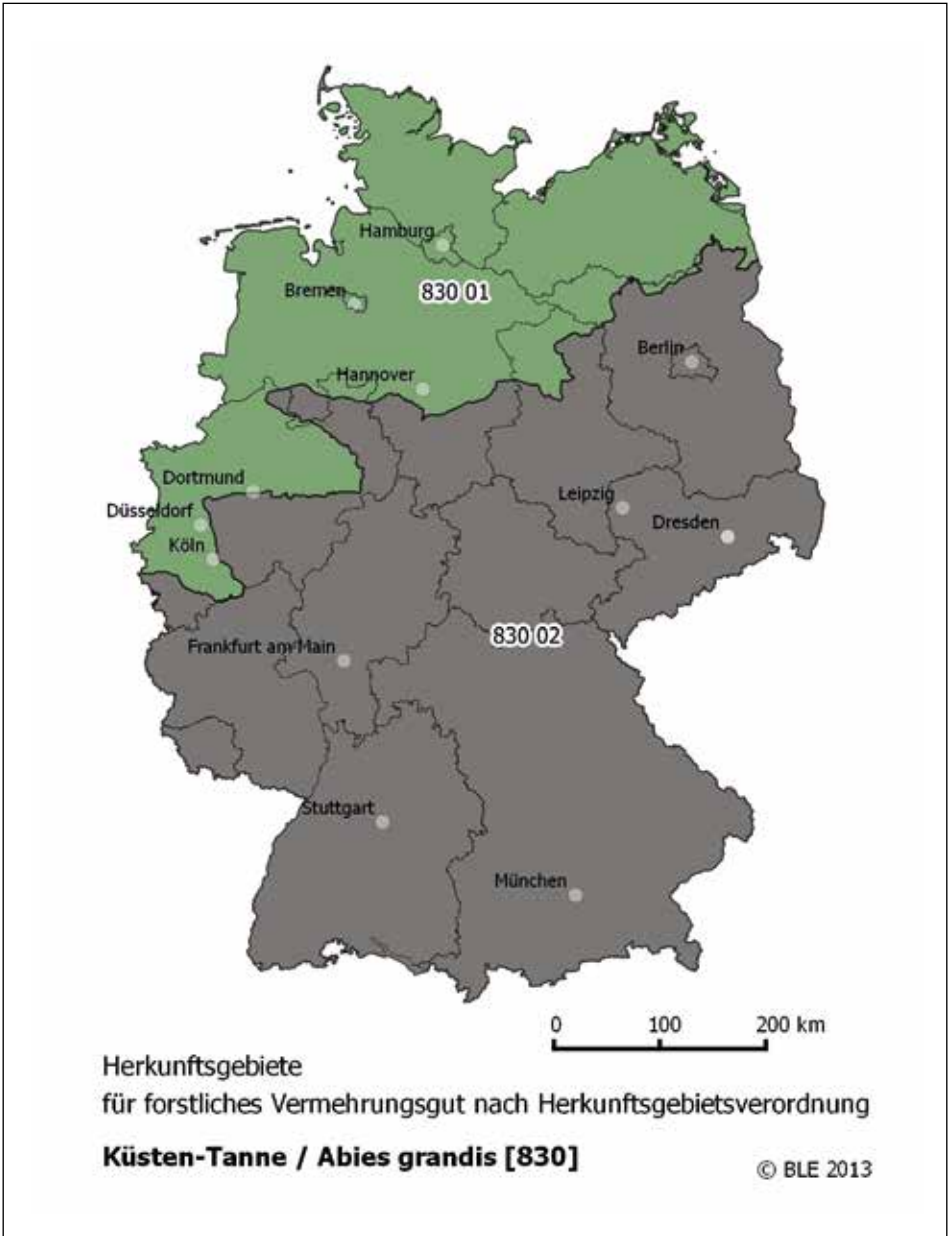 Hamburg
Bremen
830 01
Berlin
Hannover
Dortmund
Leipzig
Düsseldorf
Dresden
Köln
830 02
Frankfurt am Main
Stuttgart
München
0 100 200 km
Herkunftsgebiete
für forstliches Vermehrungsgut nach Herkunftsgebietsverordnung
Küsten-Tanne / Abies grandis [830]
© BLE 2013